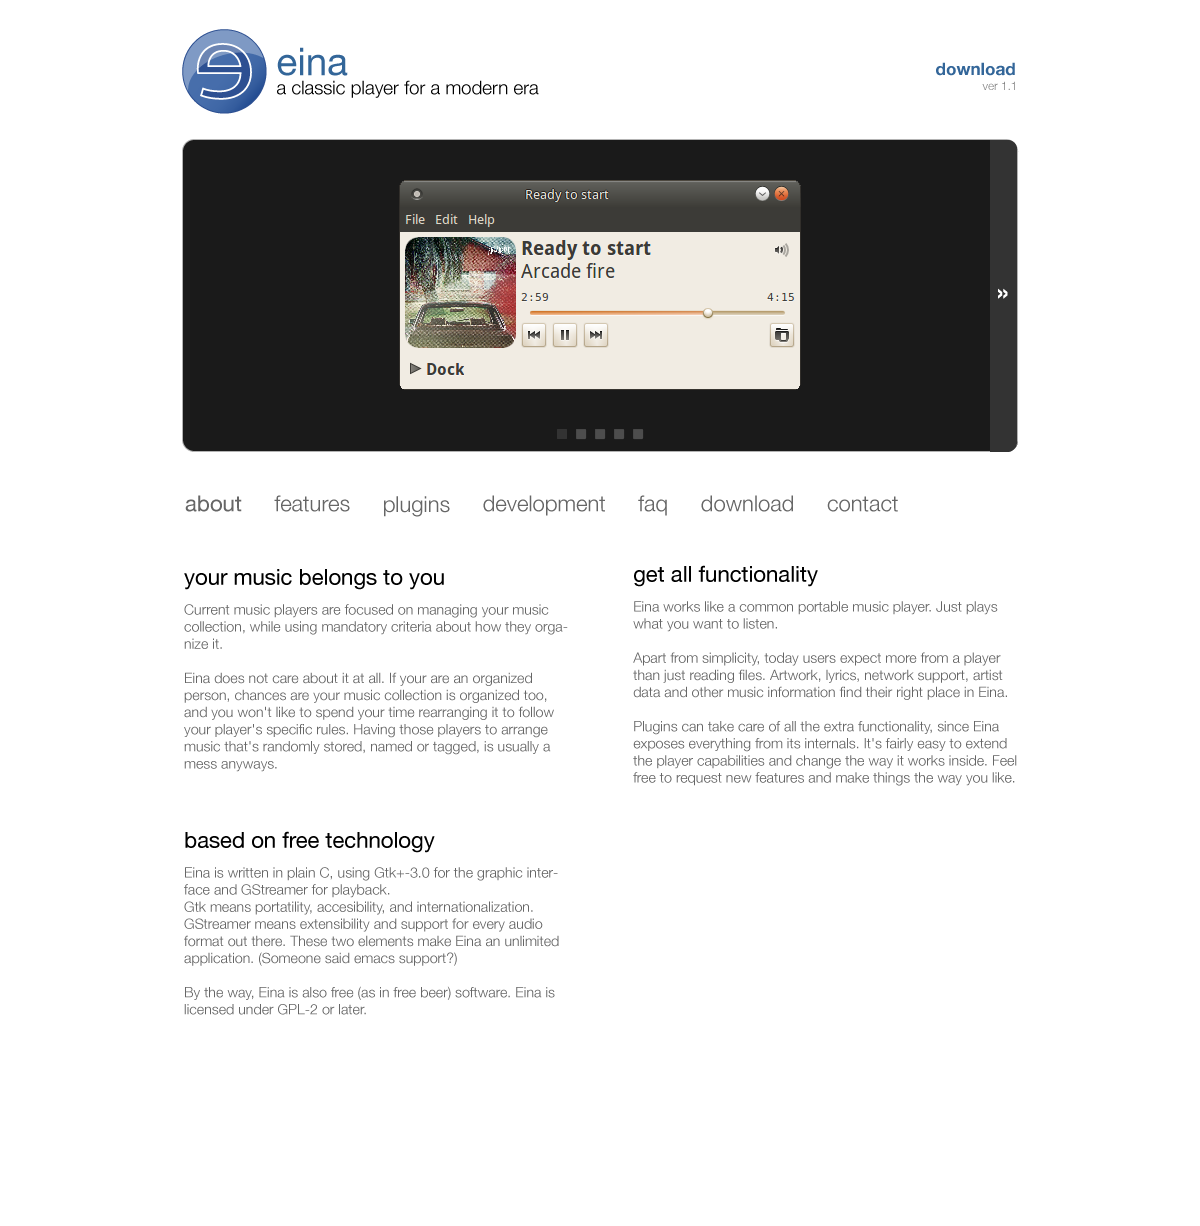 eina
a classic player for a modern era
download
ver 1.1
Ready to start
File Edit Help
Ready to start
Arcade fire
2:59 4:15
Dock
»
about features plugins development faq download contact
your music belongs to you
Current music players are focused on managing your music
collection, while using mandatory criteria about how they orga-
nize it.
Eina does not care about it at all. If your are an organized
person, chances are your music collection is organized too,
and you won't like to spend your time rearranging it to follow
your player's specific rules. Having those players to arrange
music that's randomly stored, named or tagged, is usually a
mess anyways.
get all functionality
Eina works like a common portable music player. Just plays
what you want to listen.
Apart from simplicity, today users expect more from a player
than just reading files. Artwork, lyrics, network support, artist
data and other music information find their right place in Eina.
Plugins can take care of all the extra functionality, since Eina
exposes everything from its internals. It's fairly easy to extend
the player capabilities and change the way it works inside. Feel
free to request new features and make things the way you like.
based on free technology
Eina is written in plain C, using Gtk+-3.0 for the graphic inter-
face and GStreamer for playback.
Gtk means portatility, accesibility, and internationalization.
GStreamer means extensibility and support for every audio
format out there. These two elements make Eina an unlimited
application. (Someone said emacs support?)
By the way, Eina is also free (as in free beer) software. Eina is
licensed under GPL-2 or later.